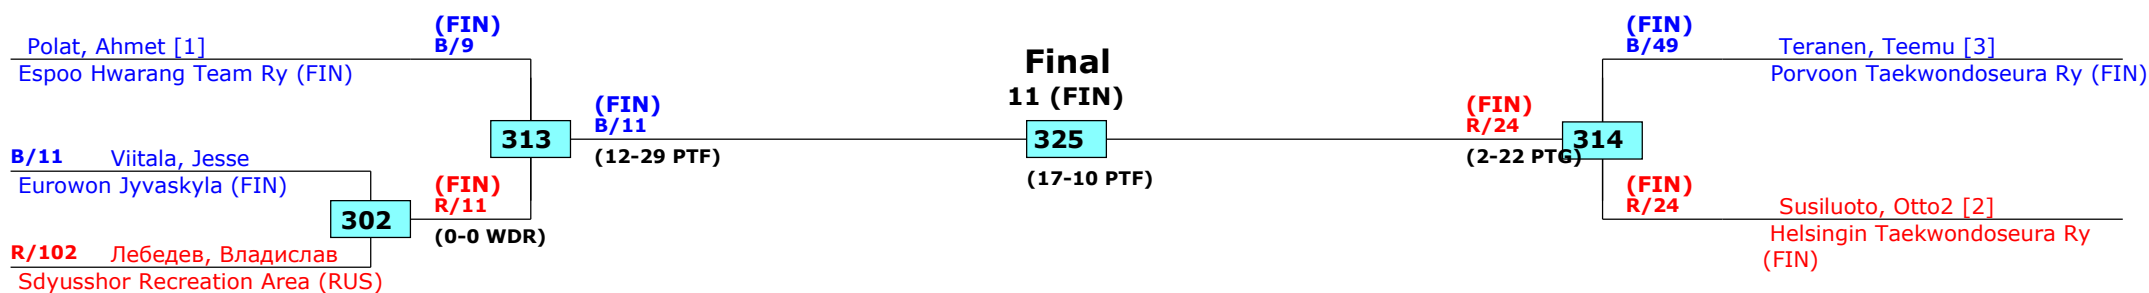 (FIN)
B/9
Polat, Ahmet [1]
Espoo Hwarang Team Ry (FIN)
B/11 Viitala, Jesse
Eurowon Jyvaskyla (FIN)
302
(FIN)
R/11
(0-0 WDR)
R/102 Лебедев, Владислав
Sdyusshor Recreation Area (RUS)
313
(FIN)
B/11
(12-29 PTF)
Final
11 (FIN)
325
(17-10 PTF)
(FIN)
R/24
(2-22 PTG)
314
(FIN)
B/49
Teranen, Teemu [3]
Porvoon Taekwondoseura Ry (FIN)
(FIN)
R/24
Susiluoto, Otto2 [2]
Helsingin Taekwondoseura Ry
(FIN)